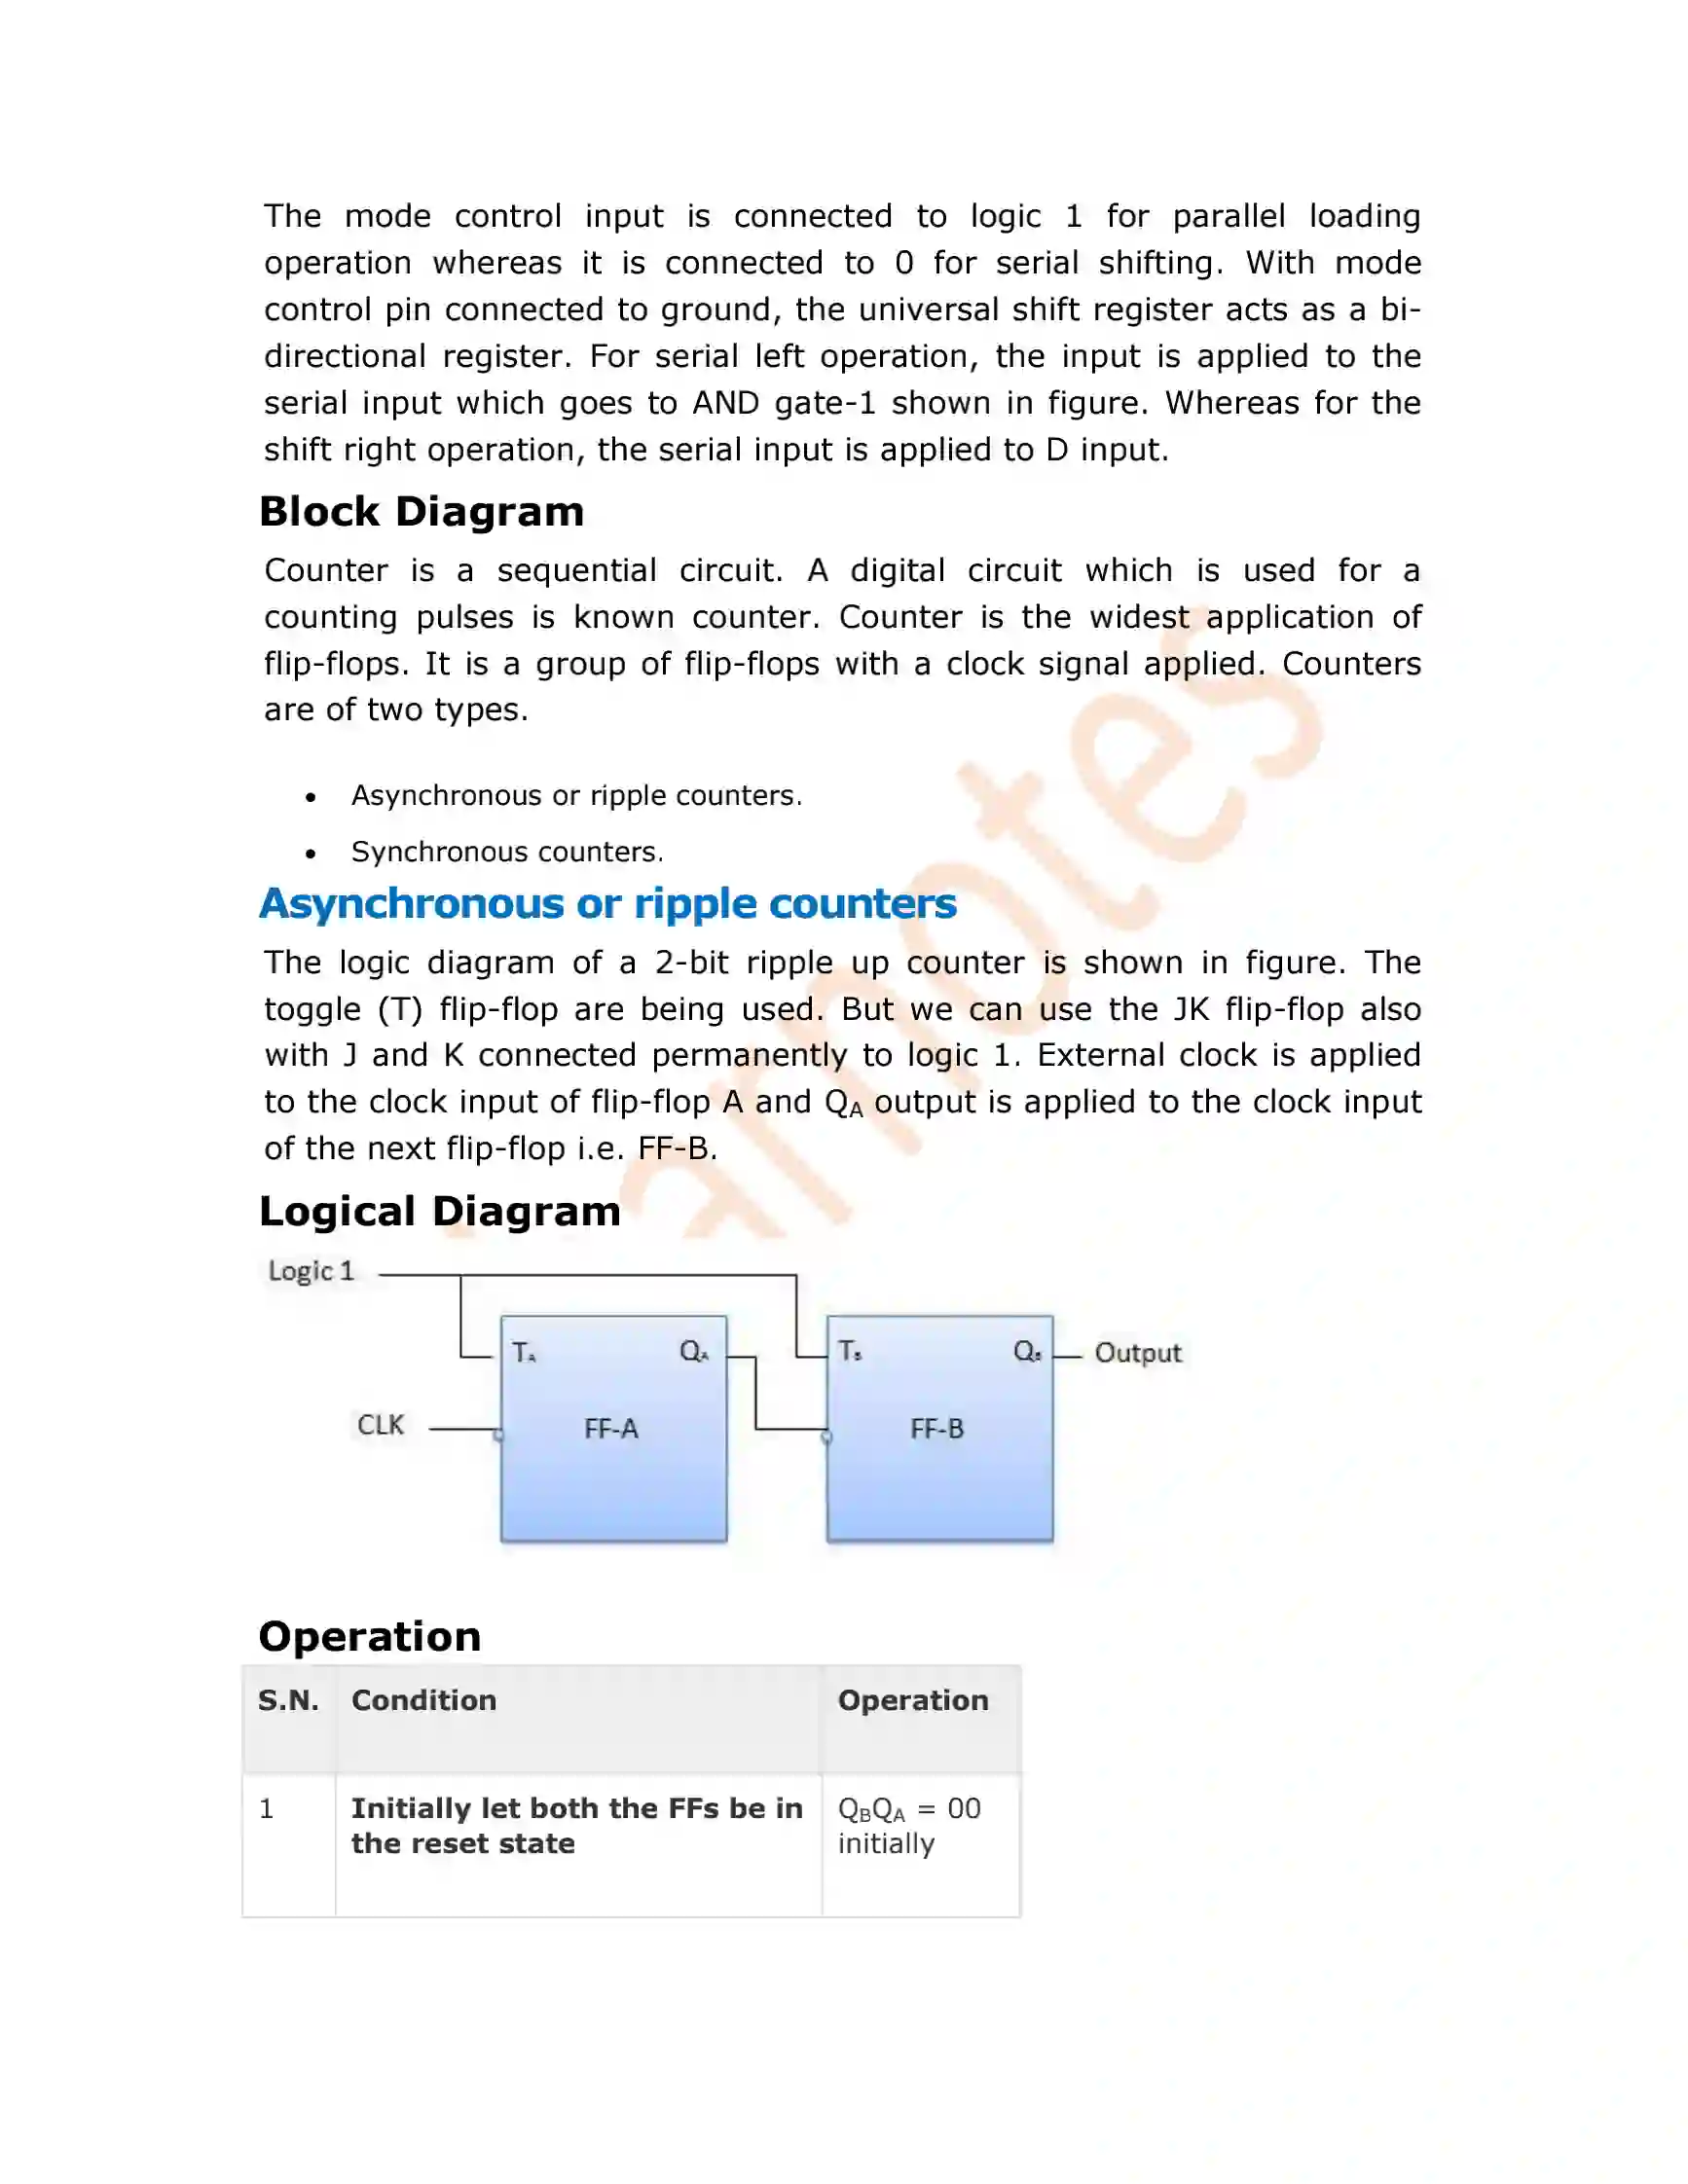 The mode control input is connected to logic 1 for parallel loading
operation whereas it is connected to 0 for serial shifting. With mode
control pin connected to ground, the universal shift register acts as a bi-
directional register. For serial left operation, the input is applied to the
serial input which goes to AND gate-1 shown in figure. Whereas for the
shift right operation, the serial input is applied to D input.
Block Diagram
Counter is a sequential circuit. A digital circuit which is used for a
counting pulses is known counter. Counter is the widest application of
flip-flops. It is a group of flip-flops with a clock signal applied. Counters
are of two types.
• Asynchronous or ripple counters.
• Synchronous counters.
Asynchronous or ripple counters
The logic diagram of a 2-bit ripple up counter is shown in figure. The
toggle (T) flip-flop are being used. But we can use the JK flip-flop also
with J and K connected permanently to logic 1. External clock is applied
to the clock input of flip-flop A and QA output is applied to the clock input
of the next flip-flop i.e. FF-B.
Logical Diagram
Logic 1
TA QA TB QB Output
CLK FF-A FF-B
Operation
S.N. Condition Operation
1 Initially let both the FFs be in QBQA = 00
the reset state initially